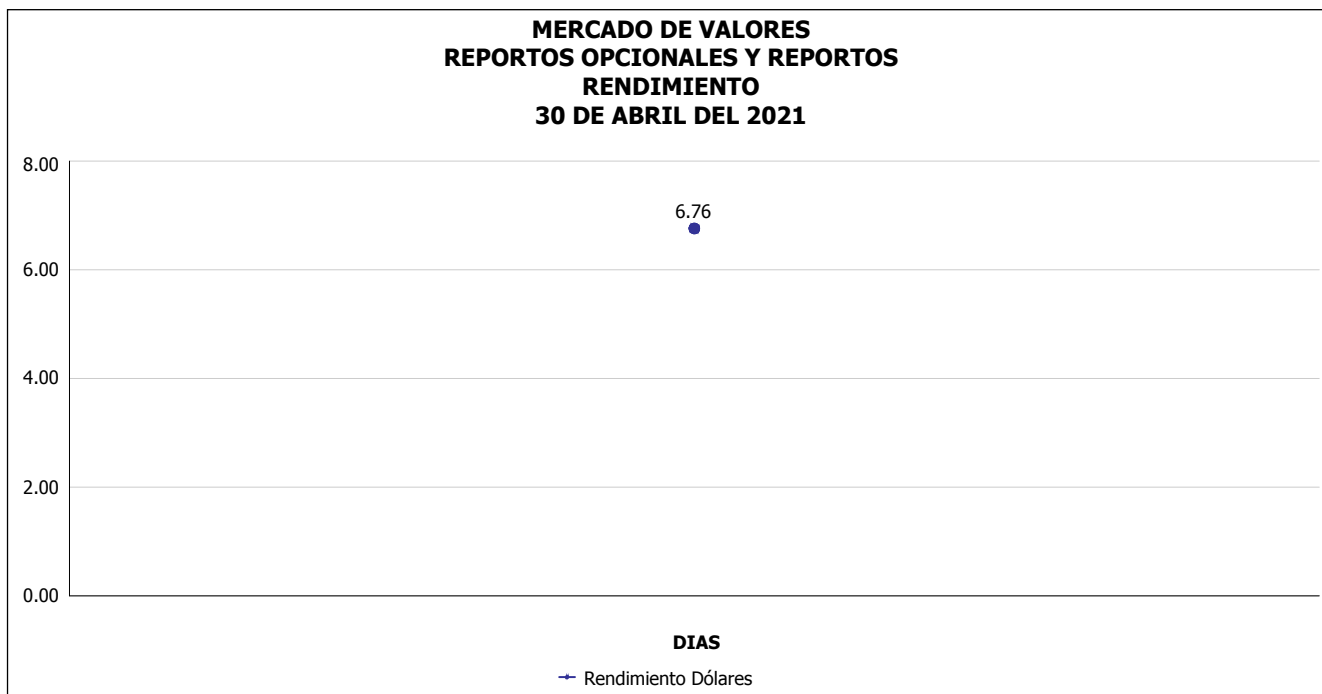 MERCADO DE VALORES
REPORTOS OPCIONALES Y REPORTOS
RENDIMIENTO
30 DE ABRIL DEL 2021
8.00
6.76
6.00
4.00
2.00
0.00
DIAS
Rendimiento Dólares